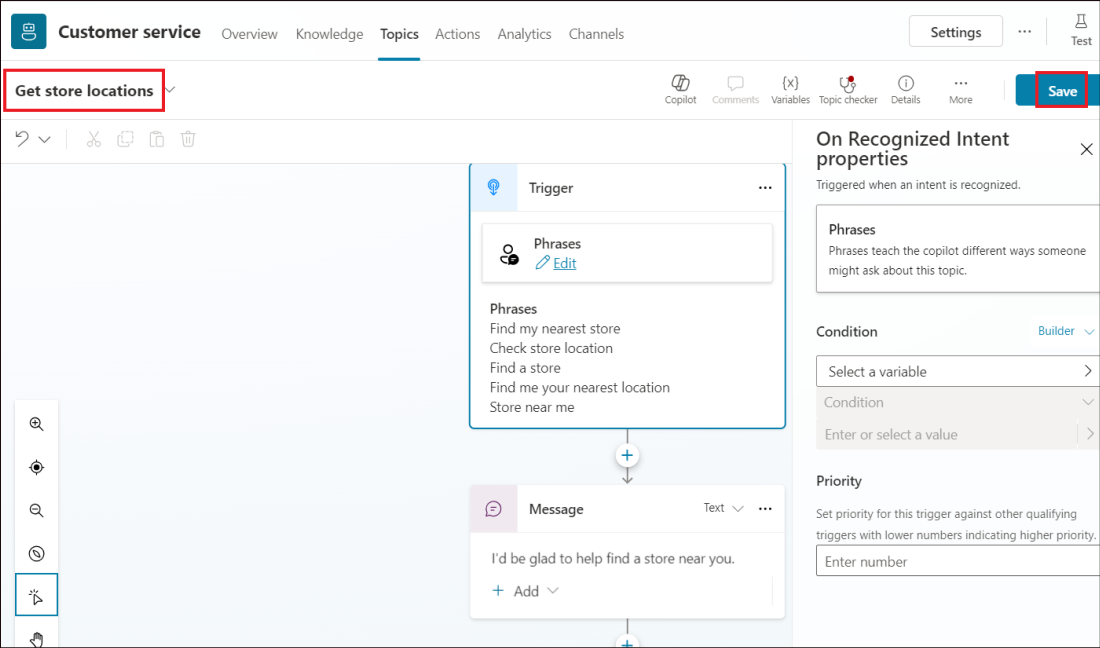 Customer service
Overview
Knowledge
Topics
Actions
Analytics
Channels
Settings
...
Test
Get store locations
Copilot
Comments
{x}
Variables
Topic checker
Details
...
More
Save
On Recognized Intent
properties
Triggered when an intent is recognized.
Phrases
Phrases teach the copilot different ways someone
might ask about this topic.
Condition
Builder
Select a variable
Condition
Enter or select a value
Priority
Set priority for this trigger against other qualifying
triggers with lower numbers indicating higher priority.
Enter number
Trigger
...
Phrases
Edit
Phrases
Find my nearest store
Check store location
Find a store
Find me your nearest location
Store near me
Message
Text
...
I'd be glad to help find a store near you.
+ Add